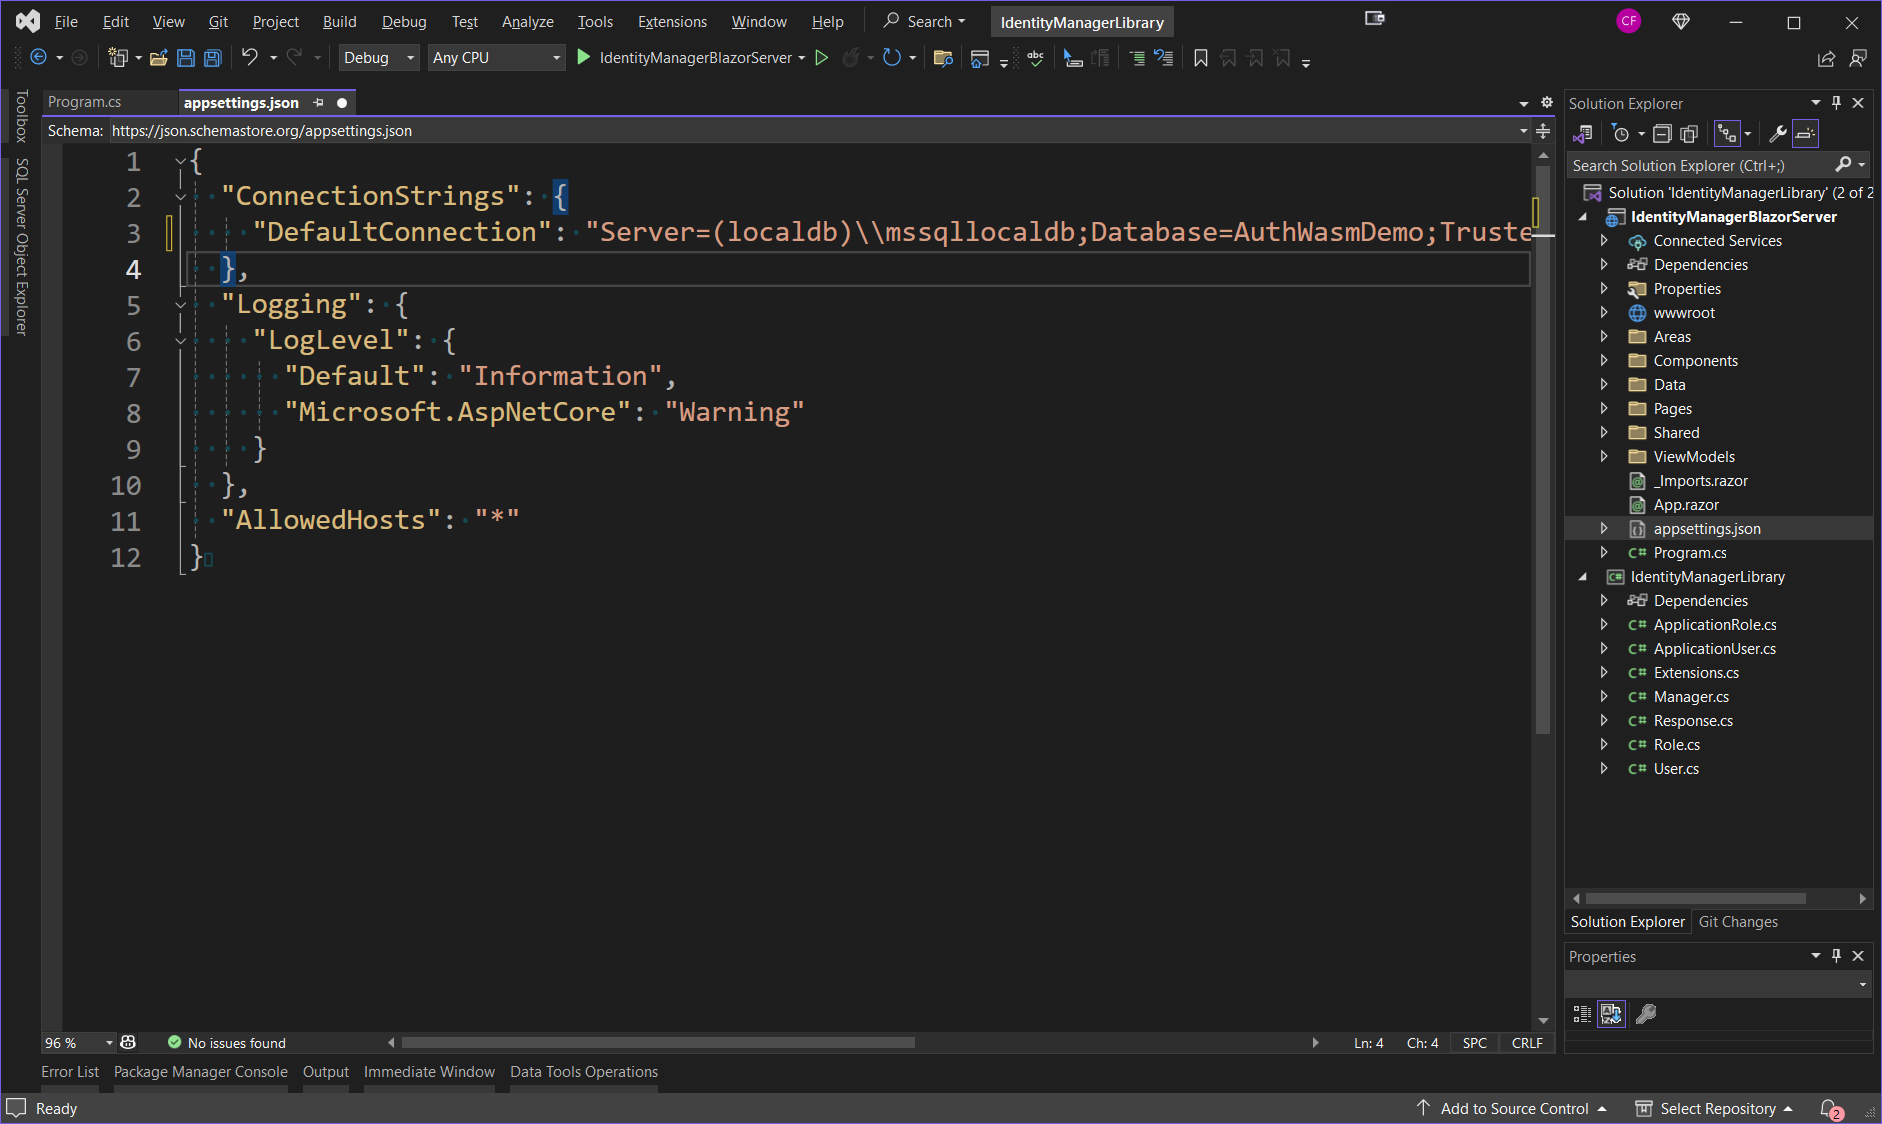 File Edit View Git Project Build Debug Test Analyze Tools Extensions Window Help Search IdentityManagerLibrary CF
Debug Any CPU IdentityManagerBlazorServer abc
Toolbox
SQL Server Object Explorer
Program.cs appsettings.json
Schema: https://json.schemastore.org/appsettings.json
1 {
2 "ConnectionStrings": {
3 "DefaultConnection": "Server=(localdb)\\mssqllocaldb;Database=AuthWasmDemo;Truste
4 },
5 "Logging": {
6 "LogLevel": {
7 "Default": "Information",
8 "Microsoft.AspNetCore": "Warning"
9 }
10 },
11 "AllowedHosts": "*"
12 }
96 % No issues found Ln: 4 Ch: 4 SPC CRLF
Solution Explorer
Search Solution Explorer (Ctrl+;)
Solution 'IdentityManagerLibrary' (2 of 2
IdentityManagerBlazorServer
Connected Services
Dependencies
Properties
wwwroot
Areas
Components
Data
Pages
Shared
ViewModels
_Imports.razor
App.razor
appsettings.json
C# Program.cs
C# IdentityManagerLibrary
Dependencies
C# ApplicationRole.cs
C# ApplicationUser.cs
C# Extensions.cs
C# Manager.cs
C# Response.cs
C# Role.cs
C# User.cs
Solution Explorer Git Changes
Properties
Error List Package Manager Console Output Immediate Window Data Tools Operations
Ready Add to Source Control Select Repository 2